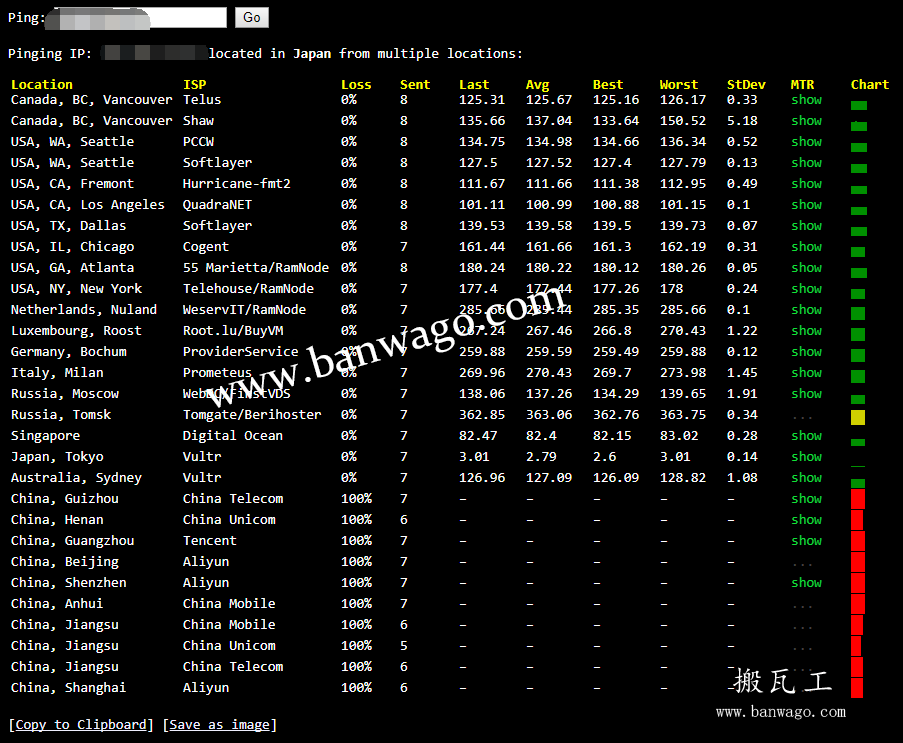 Ping: Go
Pinging IP: located in Japan from multiple locations:
Location ISP Loss Sent Last Avg Best Worst StDev MTR Chart
Canada, BC, Vancouver Telus 0% 8 125.31 125.67 125.16 126.17 0.33 show
Canada, BC, Vancouver Shaw 0% 8 135.66 137.04 133.64 150.52 5.18 show
USA, WA, Seattle PCCW 0% 8 134.75 134.98 134.66 136.34 0.52 show
USA, WA, Seattle Softlayer 0% 8 127.5 127.52 127.4 127.79 0.13 show
USA, CA, Fremont Hurricane-fmt2 0% 8 111.67 111.66 111.38 112.95 0.49 show
USA, CA, Los Angeles QuadraNET 0% 8 101.11 100.99 100.88 101.15 0.1 show
USA, TX, Dallas Softlayer 0% 8 139.53 139.58 139.5 139.73 0.07 show
USA, IL, Chicago Cogent 0% 7 161.44 161.66 161.3 162.19 0.31 show
USA, GA, Atlanta 55 Marietta/RamNode 0% 8 180.24 180.22 180.12 180.26 0.05 show
USA, NY, New York Telehouse/RamNode 0% 7 177.4 177.44 177.26 178 0.24 show
Netherlands, Nuland WeservIT/RamNode 0% 7 285.66 285.35 285.66 0.1 show
Luxembourg, Roost Root.lu/BuyVM 0% 7 267.24 267.46 266.8 270.43 1.22 show
Germany, Bochum ProviderService 0% 7 259.88 259.59 259.49 259.88 0.12 show
Italy, Milan Prometeus 0% 7 269.96 270.43 269.7 273.98 1.45 show
Russia, Moscow 0% 7 138.06 137.26 134.29 139.65 1.91 show
Russia, Tomsk Tomgate/Berihoster 0% 7 362.85 363.06 362.76 363.75 0.34 ...
Singapore Digital Ocean 0% 7 82.47 82.4 82.15 83.02 0.28 show
Japan, Tokyo Vultr 0% 7 3.01 2.79 2.6 3.01 0.14 show
Australia, Sydney Vultr 0% 7 126.96 127.09 126.09 128.82 1.08 show
China, Guizhou China Telecom 100% 7 – – – – – show
China, Henan China Unicom 100% 6 – – – – – show
China, Guangzhou Tencent 100% 7 – – – – – show
China, Beijing Aliyun 100% 7 – – – – – ...
China, Shenzhen Aliyun 100% 7 – – – – – show
China, Anhui China Mobile 100% 7 – – – – – ...
China, Jiangsu China Mobile 100% 6 – – – – – ...
China, Jiangsu China Unicom 100% 5 – – – – – ...
China, Jiangsu China Telecom 100% 6 – – – – – ...
China, Shanghai Aliyun 100% 6 – – – – –
www.banwago.com
搬瓦工
www.banwago.com
[Copy to Clipboard] [Save as image]